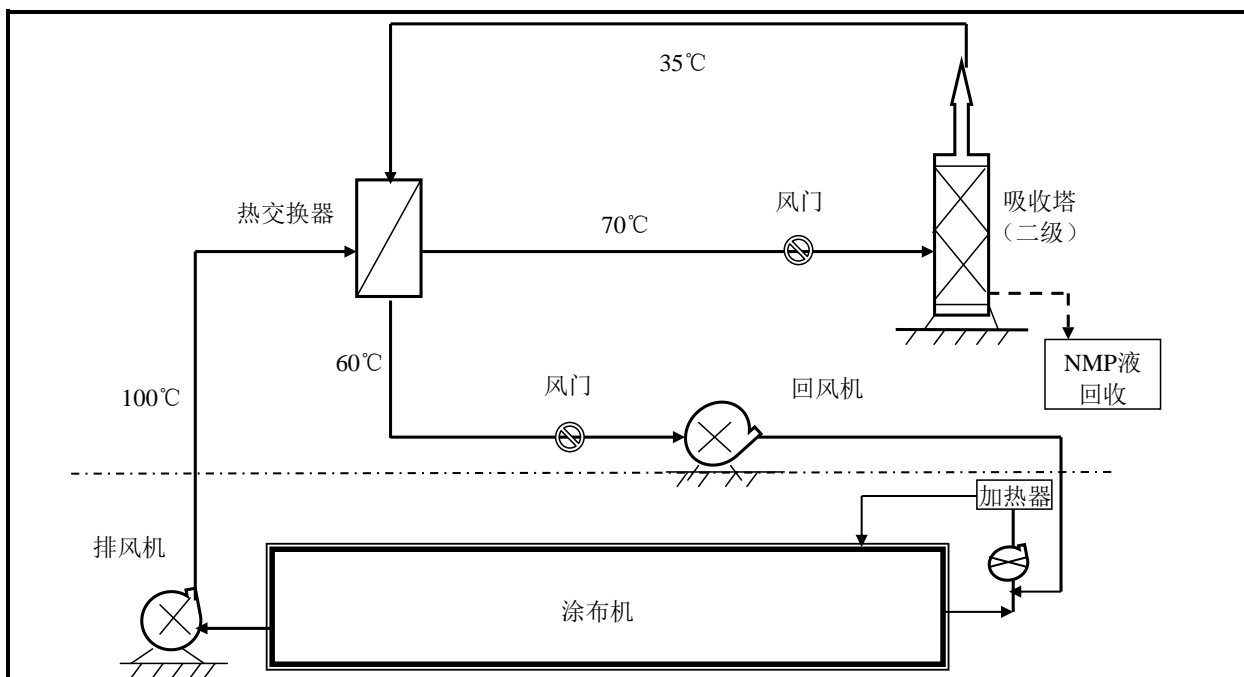 35℃
热交换器
70℃
风门
吸收塔
（二级）
60℃
100℃
风门
回风机
NMP液
回收
加热器
排风机
涂布机